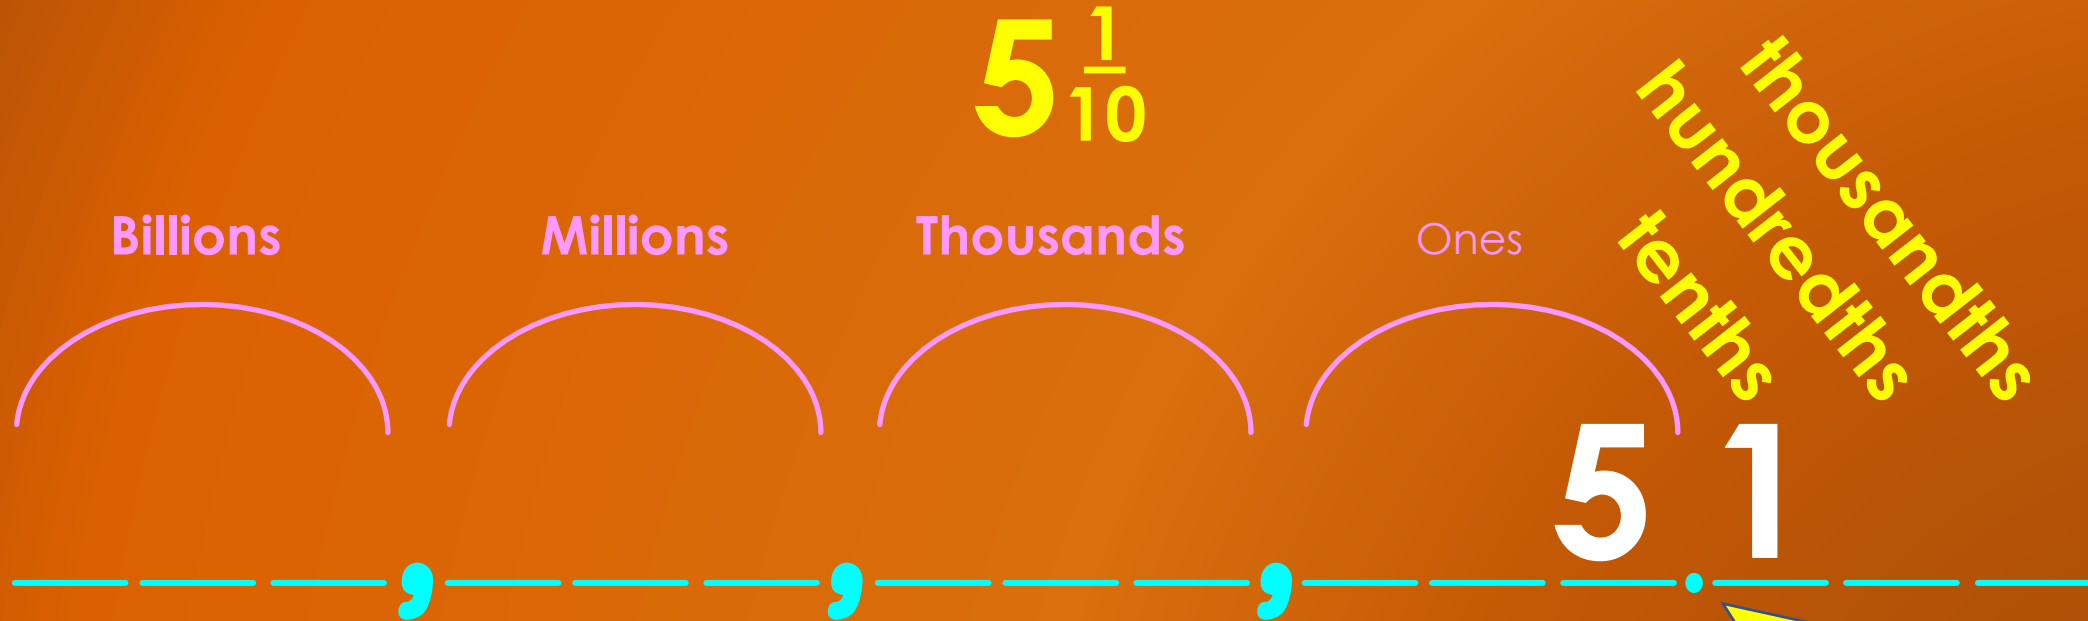 5 1/10
Billions Millions Thousands Ones tenths hundredths thousandths
5 1
, , , .